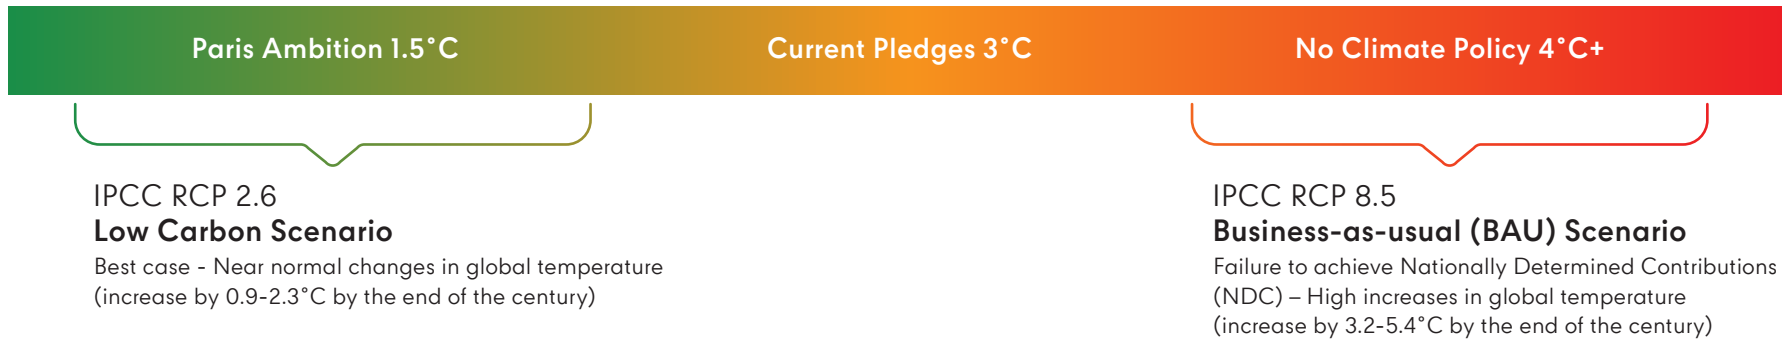 Paris Ambition 1.5°C
Current Pledges 3°C
No Climate Policy 4°C+
IPCC RCP 2.6
Low Carbon Scenario
Best case - Near normal changes in global temperature
(increase by 0.9-2.3°C by the end of the century)
IPCC RCP 8.5
Business-as-usual (BAU) Scenario
Failure to achieve Nationally Determined Contributions
(NDC) – High increases in global temperature
(increase by 3.2-5.4°C by the end of the century)